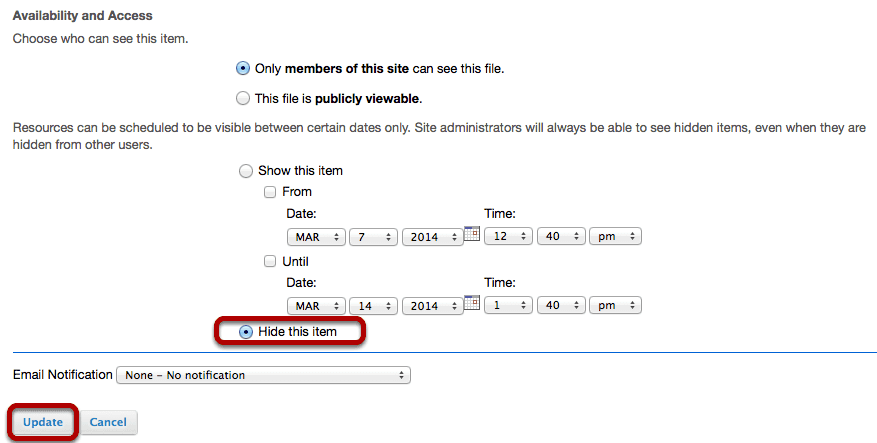 Availability and Access
Choose who can see this item.
Only members of this site can see this file.
This file is publicly viewable.
Resources can be scheduled to be visible between certain dates only. Site administrators will always be able to see hidden items, even when they are
hidden from other users.
Show this item
From
Date: Time:
MAR 7 2014 12 40 pm
Until
Date: Time:
MAR 14 2014 1 40 pm
Hide this item
Email Notification None - No notification
Update Cancel